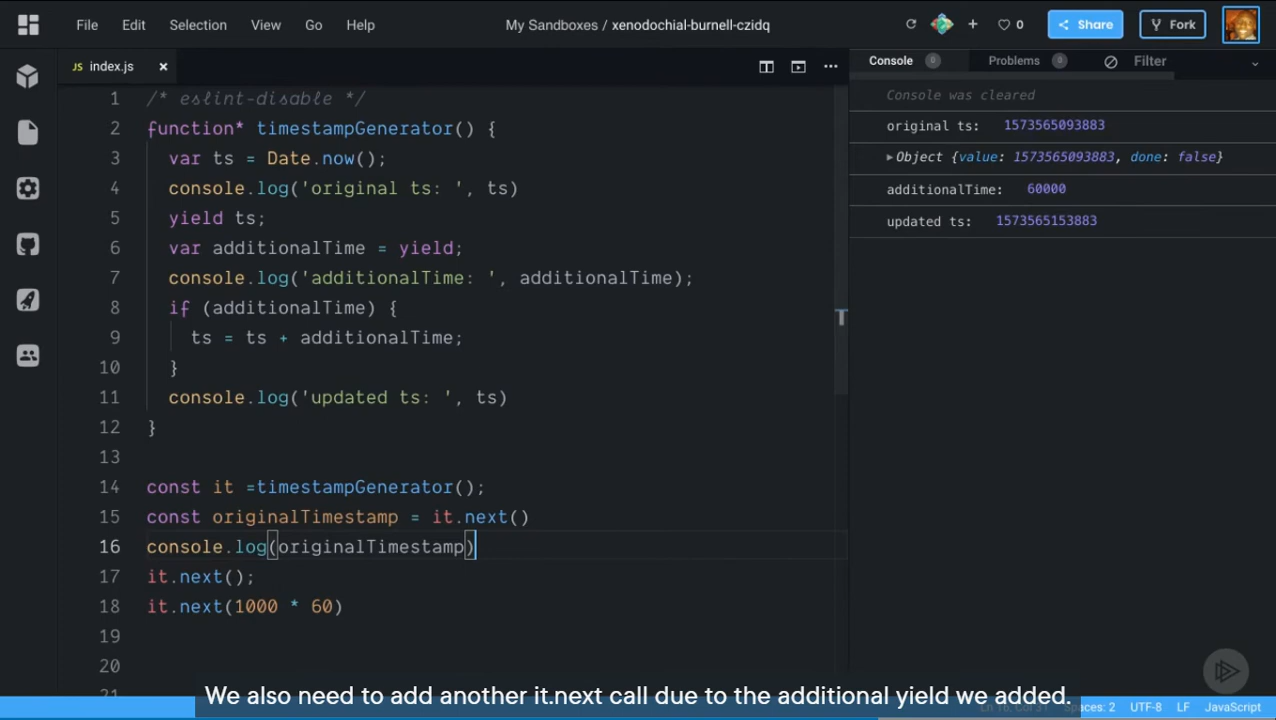 File Edit Selection View Go Help
My Sandboxes / xenodochial-burnell-czidq
0 Share Fork
JS index.js ×
1 /* eslint-disable */
2 function* timestampGenerator() {
3 var ts = Date.now();
4 console.log('original ts: ', ts)
5 yield ts;
6 var additionalTime = yield;
7 console.log('additionalTime: ', additionalTime);
8 if (additionalTime) {
9 ts = ts + additionalTime;
10 }
11 console.log('updated ts: ', ts)
12 }
13
14 const it =timestampGenerator();
15 const originalTimestamp = it.next()
16 console.log(originalTimestamp)
17 it.next();
18 it.next(1000 * 60)
19
20
21
Console 0 Problems 0 Filter
Console was cleared
original ts: 1573565093883
Object {value: 1573565093883, done: false}
additionalTime: 60000
updated ts: 1573565153883
We also need to add another it.next call due to the additional yield we added.
Spaces: 2 UTF-8 LF JavaScript